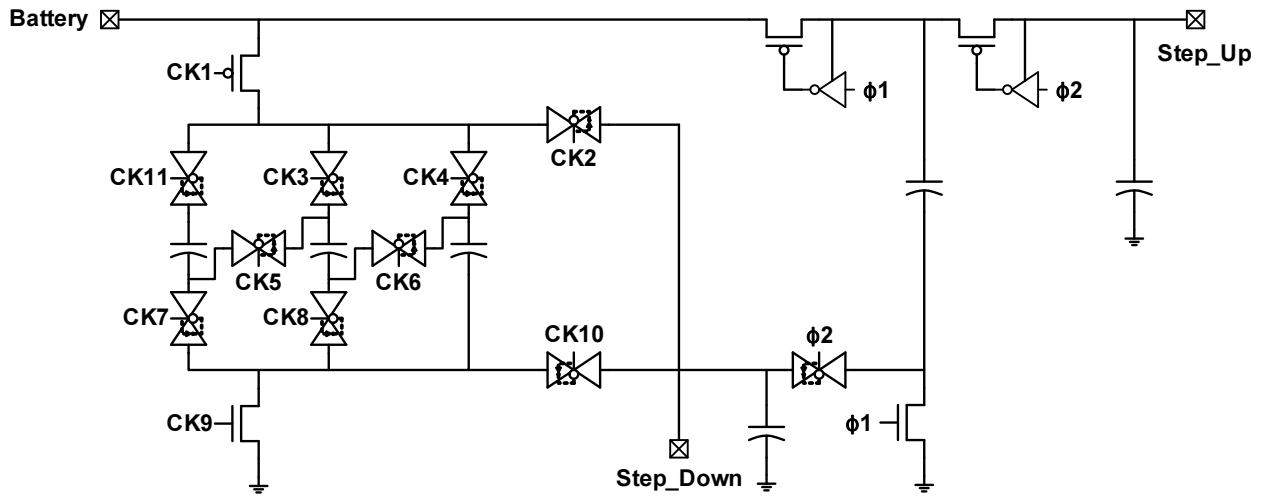 Battery
Step_Up
CK1
ϕ1
ϕ2
CK2
CK11
CK3
CK4
CK5
CK6
CK7
CK8
CK10
ϕ2
CK9
ϕ1
Step_Down